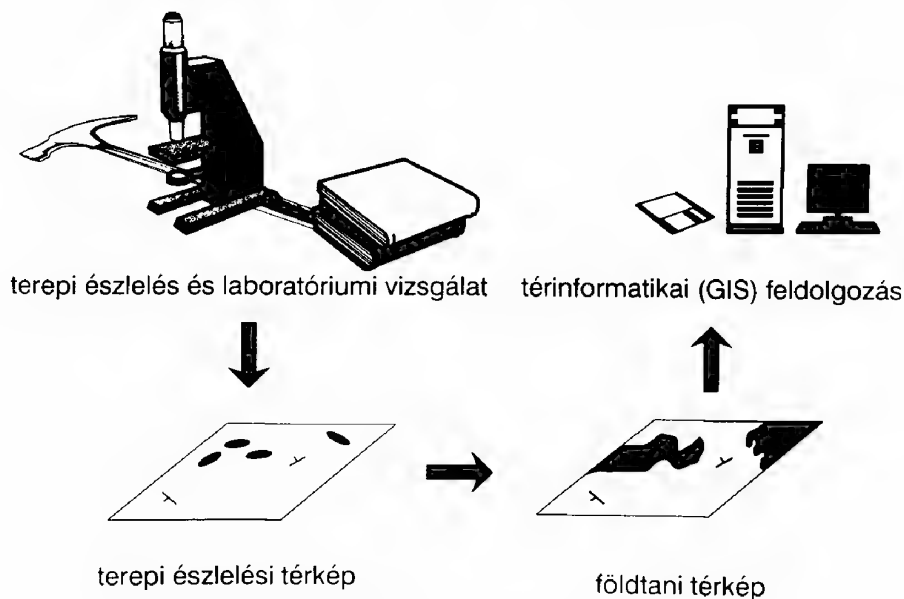 terepi észlelés és laboratóriumi vizsgálat
térinformatikai (GIS) feldolgozás
terepi észlelési térkép
földtani térkép